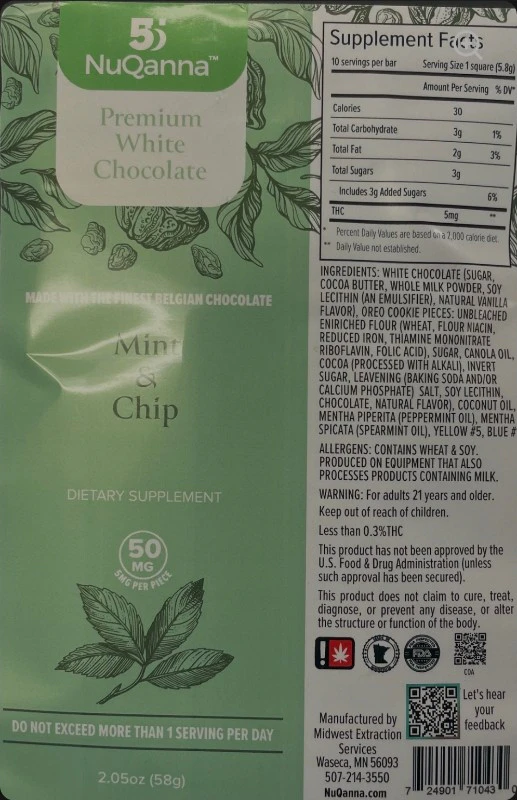 NuQanna™
Premium
White
Chocolate
MADE WITH THE FINEST BELGIAN CHOCOLATE
Mint
&
Chip
DIETARY SUPPLEMENT
50
MG
5MG PER PIECE
DO NOT EXCEED MORE THAN 1 SERVING PER DAY
2.05oz (58g)
Supplement Facts
10 servings per bar Serving Size 1 square (5.8g)
Amount Per Serving % DV*
Calories 30
Total Carbohydrate 3g 1%
Total Fat 2g 3%
Total Sugars 3g
Includes 3g Added Sugars 6%
THC 5mg **
* Percent Daily Values are based on a 2,000 calorie diet.
** Daily Value not established.
INGREDIENTS: WHITE CHOCOLATE (SUGAR,
COCOA BUTTER, WHOLE MILK POWDER, SOY
LECITHIN (AN EMULSIFIER), NATURAL VANILLA
FLAVOR), OREO COOKIE PIECES: UNBLEACHED
ENIRICHED FLOUR (WHEAT, FLOUR NIACIN,
REDUCED IRON, THIAMINE MONONITRATE
RIBOFLAVIN, FOLIC ACID), SUGAR, CANOLA OIL,
COCOA (PROCESSED WITH ALKALI), INVERT
SUGAR, LEAVENING (BAKING SODA AND/OR
CALCIUM PHOSPHATE) SALT, SOY LECITHIN,
CHOCOLATE, NATURAL FLAVOR), COCONUT OIL,
MENTHA PIPERITA (PEPPERMINT OIL), MENTHA
SPICATA (SPEARMINT OIL), YELLOW #5, BLUE #
ALLERGENS: CONTAINS WHEAT & SOY.
PRODUCED ON EQUIPMENT THAT ALSO
PROCESSES PRODUCTS CONTAINING MILK.
WARNING: For adults 21 years and older.
Keep out of reach of children.
Less than 0.3%THC
This product has not been approved by the
U.S. Food & Drug Administration (unless
such approval has been secured).
This product does not claim to cure, treat,
diagnose, or prevent any disease, or alter
the structure or function of the body.
FDA
COA
Let's hear
your
feedback
Manufactured by
Midwest Extraction
Services
Waseca, MN 56093
507-214-3550
NuQanna.com
7 24901 71043 0